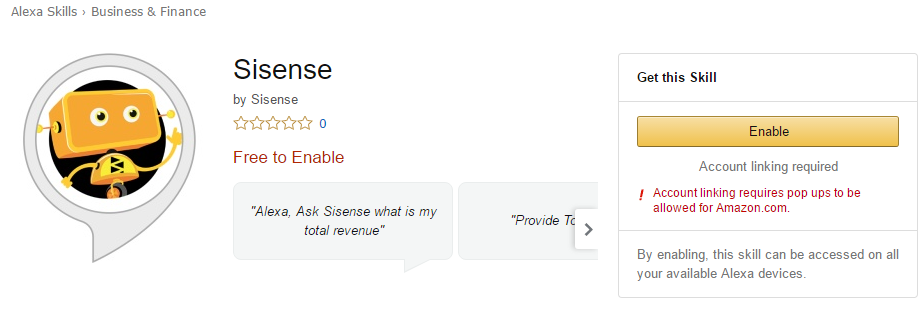 Alexa Skills › Business & Finance
Sisense
by Sisense
0
Free to Enable
"Alexa, Ask Sisense what is my
total revenue"
"Provide
Get this Skill
Enable
Account linking required
! Account linking requires pop ups to be
allowed for Amazon.com.
By enabling, this skill can be accessed on all
your available Alexa devices.